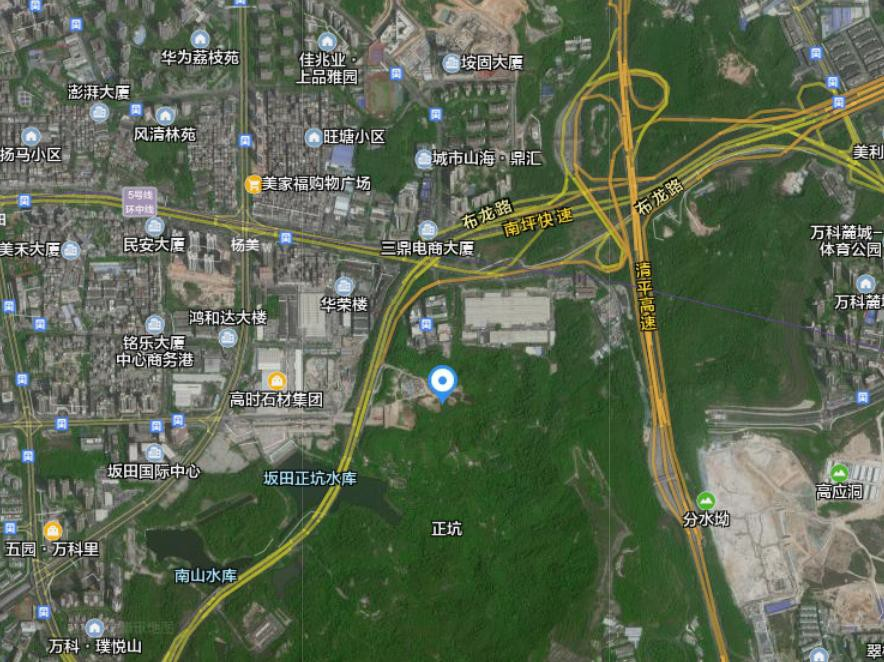 华为荔枝苑
佳兆业·
上品雅园
垵固大厦
澎湃大厦
风清林苑
旺塘小区
扬马小区
城市山海·鼎汇
美利
美家福购物广场
5号线
环中线
布龙路
布龙路
南坪快速
田
民安大厦
杨美
三鼎电商大厦
美禾大厦
万科麓城-
体育公园
清平高速
万科麓
华荣楼
鸿和达大楼
铭乐大厦
中心商务港
高时石材集团
坂田国际中心
坂田正坑水库
高应洞
分水坳
正坑
五园·万科里
南山水库
万科·璞悦山
翠